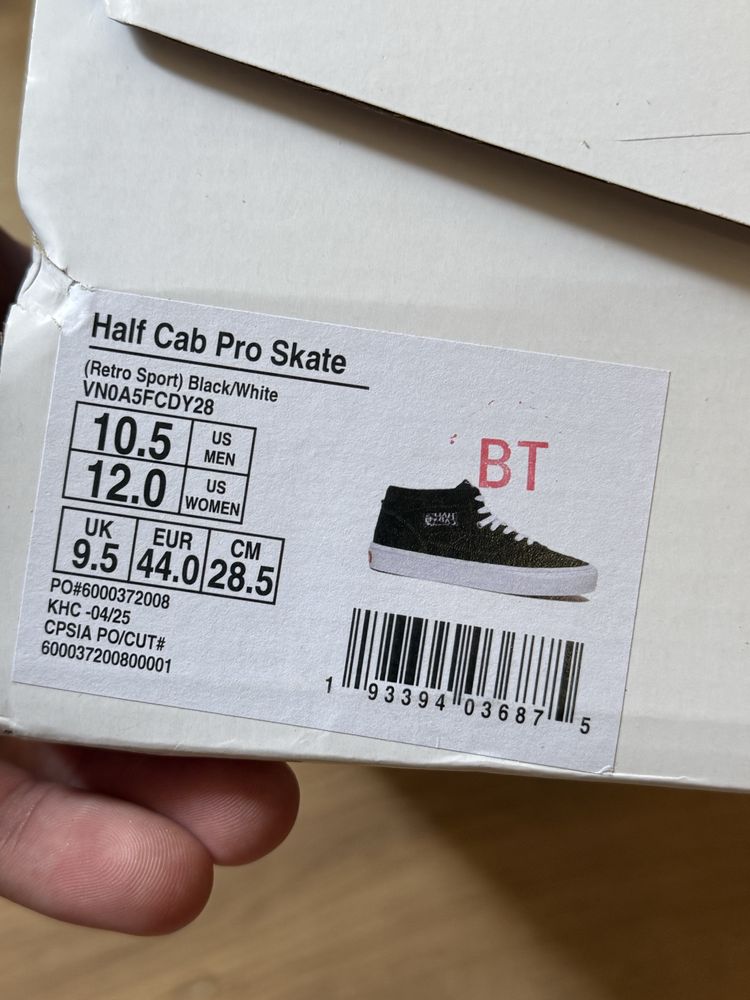 Half Cab Pro Skate
(Retro Sport) Black/White
VN0A5FCDY28
10.5 US MEN
12.0 US WOMEN
UK 9.5
EUR 44.0
CM 28.5
PO#6000372008
KHC -04/25
CPSIA PO/CUT#
600037200800001
BT
1 93394 03687 5